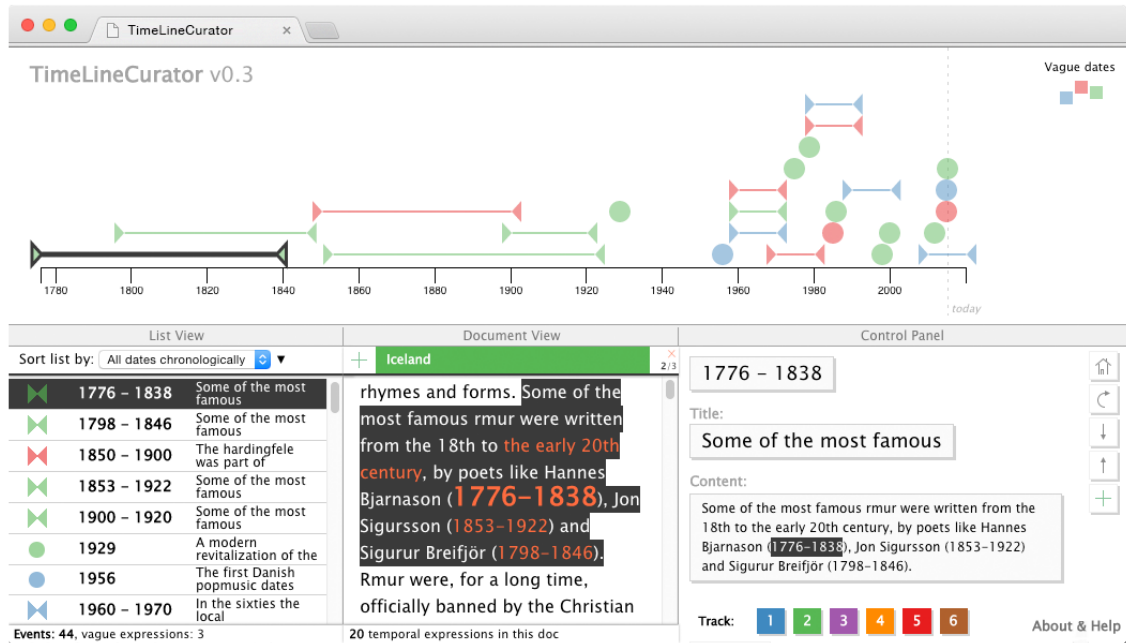 TimeLineCurator
TimeLineCurator v0.3
Vague dates
1780 1800 1820 1840 1860 1880 1900 1920 1940 1960 1980 2000
today
List View
Document View
Control Panel
Sort list by: All dates chronologically ▼
1776 – 1838 Some of the most
famous
1798 – 1846 Some of the most
famous
1850 – 1900 The hardingfele
was part of
1853 – 1922 Some of the most
famous
1900 – 1920 Some of the most
famous
1929 A modern
revitalization of the
1956 The first Danish
popmusic dates
1960 – 1970 In the sixties the
local
Events: 44, vague expressions: 3
+ Iceland × 2/3
rhymes and forms. Some of the
most famous rmur were written
from the 18th to the early 20th
century, by poets like Hannes
Bjarnason (1776–1838), Jon
Sigursson (1853–1922) and
Sigurur Breifjör (1798–1846).
Rmur were, for a long time,
officially banned by the Christian
20 temporal expressions in this doc
1776 – 1838
Title:
Some of the most famous
Content:
Some of the most famous rmur were written from the
18th to the early 20th century, by poets like Hannes
Bjarnason (1776–1838), Jon Sigursson (1853–1922)
and Sigurur Breifjör (1798–1846).
Track: 1 2 3 4 5 6
About & Help